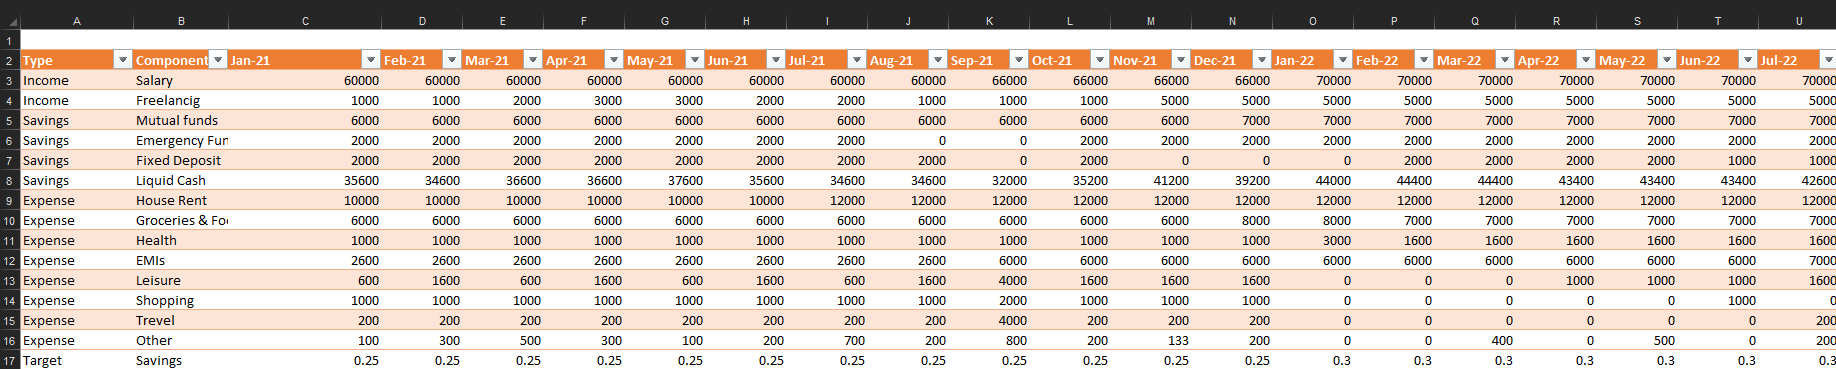 A B C D E F G H I J K L M N O P Q R S T U
1
2 Type Component Jan-21 Feb-21 Mar-21 Apr-21 May-21 Jun-21 Jul-21 Aug-21 Sep-21 Oct-21 Nov-21 Dec-21 Jan-22 Feb-22 Mar-22 Apr-22 May-22 Jun-22 Jul-22
3 Income Salary 60000 60000 60000 60000 60000 60000 60000 60000 66000 66000 66000 66000 70000 70000 70000 70000 70000 70000 70000
4 Income Freelancig 1000 1000 2000 3000 3000 2000 2000 1000 1000 1000 5000 5000 5000 5000 5000 5000 5000 5000 5000
5 Savings Mutual funds 6000 6000 6000 6000 6000 6000 6000 6000 6000 6000 6000 7000 7000 7000 7000 7000 7000 7000 7000
6 Savings Emergency Fun 2000 2000 2000 2000 2000 2000 2000 0 0 2000 2000 2000 2000 2000 2000 2000 2000 2000 2000
7 Savings Fixed Deposit 2000 2000 2000 2000 2000 2000 2000 2000 0 2000 0 0 0 2000 2000 2000 2000 1000 1000
8 Savings Liquid Cash 35600 34600 36600 36600 37600 35600 34600 34600 32000 35200 41200 39200 44000 44400 44400 43400 43400 43400 42600
9 Expense House Rent 10000 10000 10000 10000 10000 10000 12000 12000 12000 12000 12000 12000 12000 12000 12000 12000 12000 12000 12000
10 Expense Groceries & Foo 6000 6000 6000 6000 6000 6000 6000 6000 6000 6000 6000 8000 8000 7000 7000 7000 7000 7000 7000
11 Expense Health 1000 1000 1000 1000 1000 1000 1000 1000 1000 1000 1000 1000 3000 1600 1600 1600 1600 1600 1600
12 Expense EMIs 2600 2600 2600 2600 2600 2600 2600 2600 6000 6000 6000 6000 6000 6000 6000 6000 6000 6000 7000
13 Expense Leisure 600 1600 600 1600 600 1600 600 1600 4000 1600 1600 1600 0 0 0 1000 1000 1000 1600
14 Expense Shopping 1000 1000 1000 1000 1000 1000 1000 1000 2000 1000 1000 1000 0 0 0 0 0 1000 0
15 Expense Trevel 200 200 200 200 200 200 200 200 4000 200 200 200 0 0 0 0 0 0 200
16 Expense Other 100 300 500 300 100 200 700 200 800 200 133 200 0 0 400 0 500 0 200
17 Target Savings 0.25 0.25 0.25 0.25 0.25 0.25 0.25 0.25 0.25 0.25 0.25 0.25 0.3 0.3 0.3 0.3 0.3 0.3 0.3